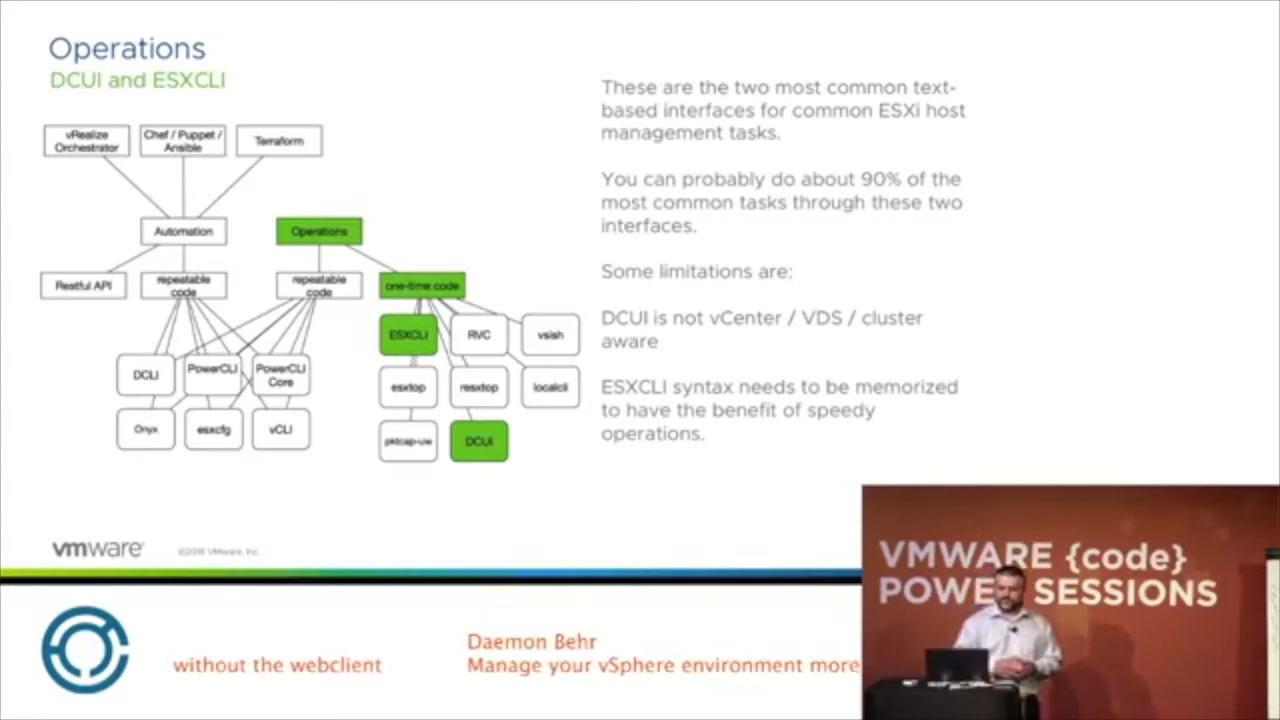 Operations
DCUI and ESXCLI
vRealize
Orchestrator
Chef / Puppet /
Ansible
Terraform
Automation
Operations
Restful API
repeatable
code
repeatable
code
one-time code
ESXCLI
RVC
vsish
DCLI
PowerCLI
PowerCLI
Core
esxtop
resxtop
localcli
Onyx
esxcfg
vCLI
pktcap-uw
DCUI
These are the two most common text-
based interfaces for common ESXi host
management tasks.
You can probably do about 90% of the
most common tasks through these two
interfaces.
Some limitations are:
DCUI is not vCenter / VDS / cluster
aware
ESXCLI syntax needs to be memorized
to have the benefit of speedy
operations.
vmware
©2018 VMware, Inc.
without the webclient
Daemon Behr
Manage your vSphere environment more
VMWARE {code}
POWE SESSIONS